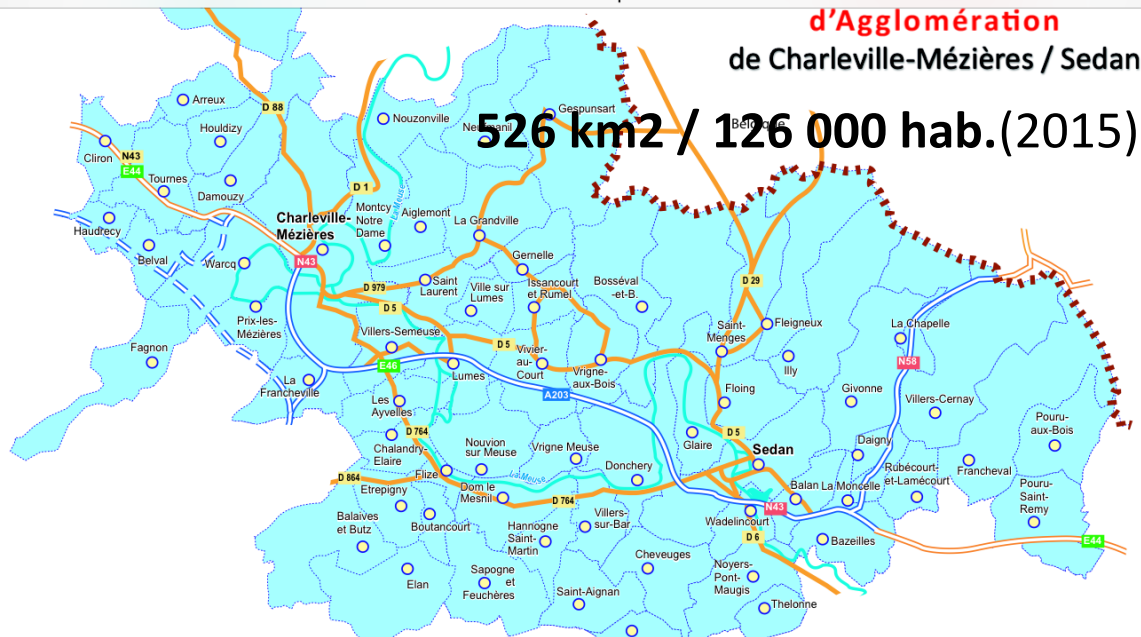 d'Agglomération
de Charleville-Mézières / Sedan
526 km2 / 126 000 hab.(2015)
Belgique
Arreux
D 88
Gespunsart
Nouzonville
Neufmanil
Houldizy
Cliron
N43
E44
Tournes
Damouzy
D 1
La Meuse
Montcy
Notre
Dame
Aiglemont
La Grandville
Charleville-
Mézières
Haudrecy
Belval
Warcq
N43
Gernelle
D 979
Saint
Laurent
Ville sur
Lumes
Issancourt
et Rumel
Bosséval
-et-B.
D 29
D 5
Prix-les-
Mézières
Villers-Semeuse
D 5
Vivier-
au-
Court
Vrigne-
aux-Bois
Saint-
Menges
Fleigneux
La Chapelle
Illy
N58
Fagnon
E46
Lumes
La
Francheville
A203
Floing
Givonne
Villers-Cernay
Les
Ayvelles
D 764
Glaire
D 5
Pouru-
aux-Bois
Chalandry-
Elaire
Nouvion
sur Meuse
Vrigne Meuse
Donchery
Sedan
Daigny
Francheval
Flize
La Meuse
D 864
Dom le
Mesnil
D 764
Balan
La Moncelle
Rubécourt-
et-Lamécourt
Pouru-
Saint-
Remy
Etrepigny
Boutancourt
Balaives
et Butz
Hannogne
Saint-
Martin
Villers-
sur-Bar
Wadelincourt
N43
D 6
Bazeilles
E44
Elan
Sapogne
et
Feuchères
Cheveuges
Noyers-
Pont-
Maugis
Saint-Aignan
Thelonne